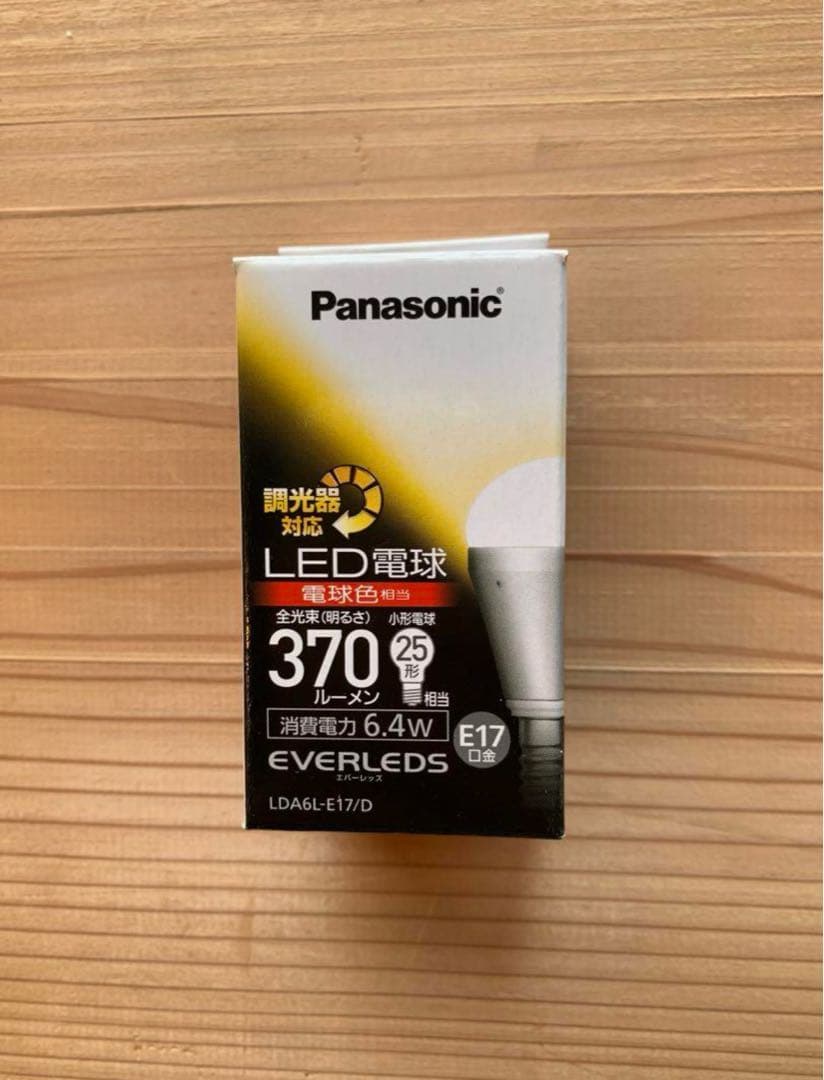 Panasonic®
調光器
対応
LED電球
電球色相当
全光束(明るさ) 小形電球
370 25
ルーメン 形 相当
消費電力 6.4W
E17
口金
EVERLEDS
エバーレッズ
LDA6L-E17/D